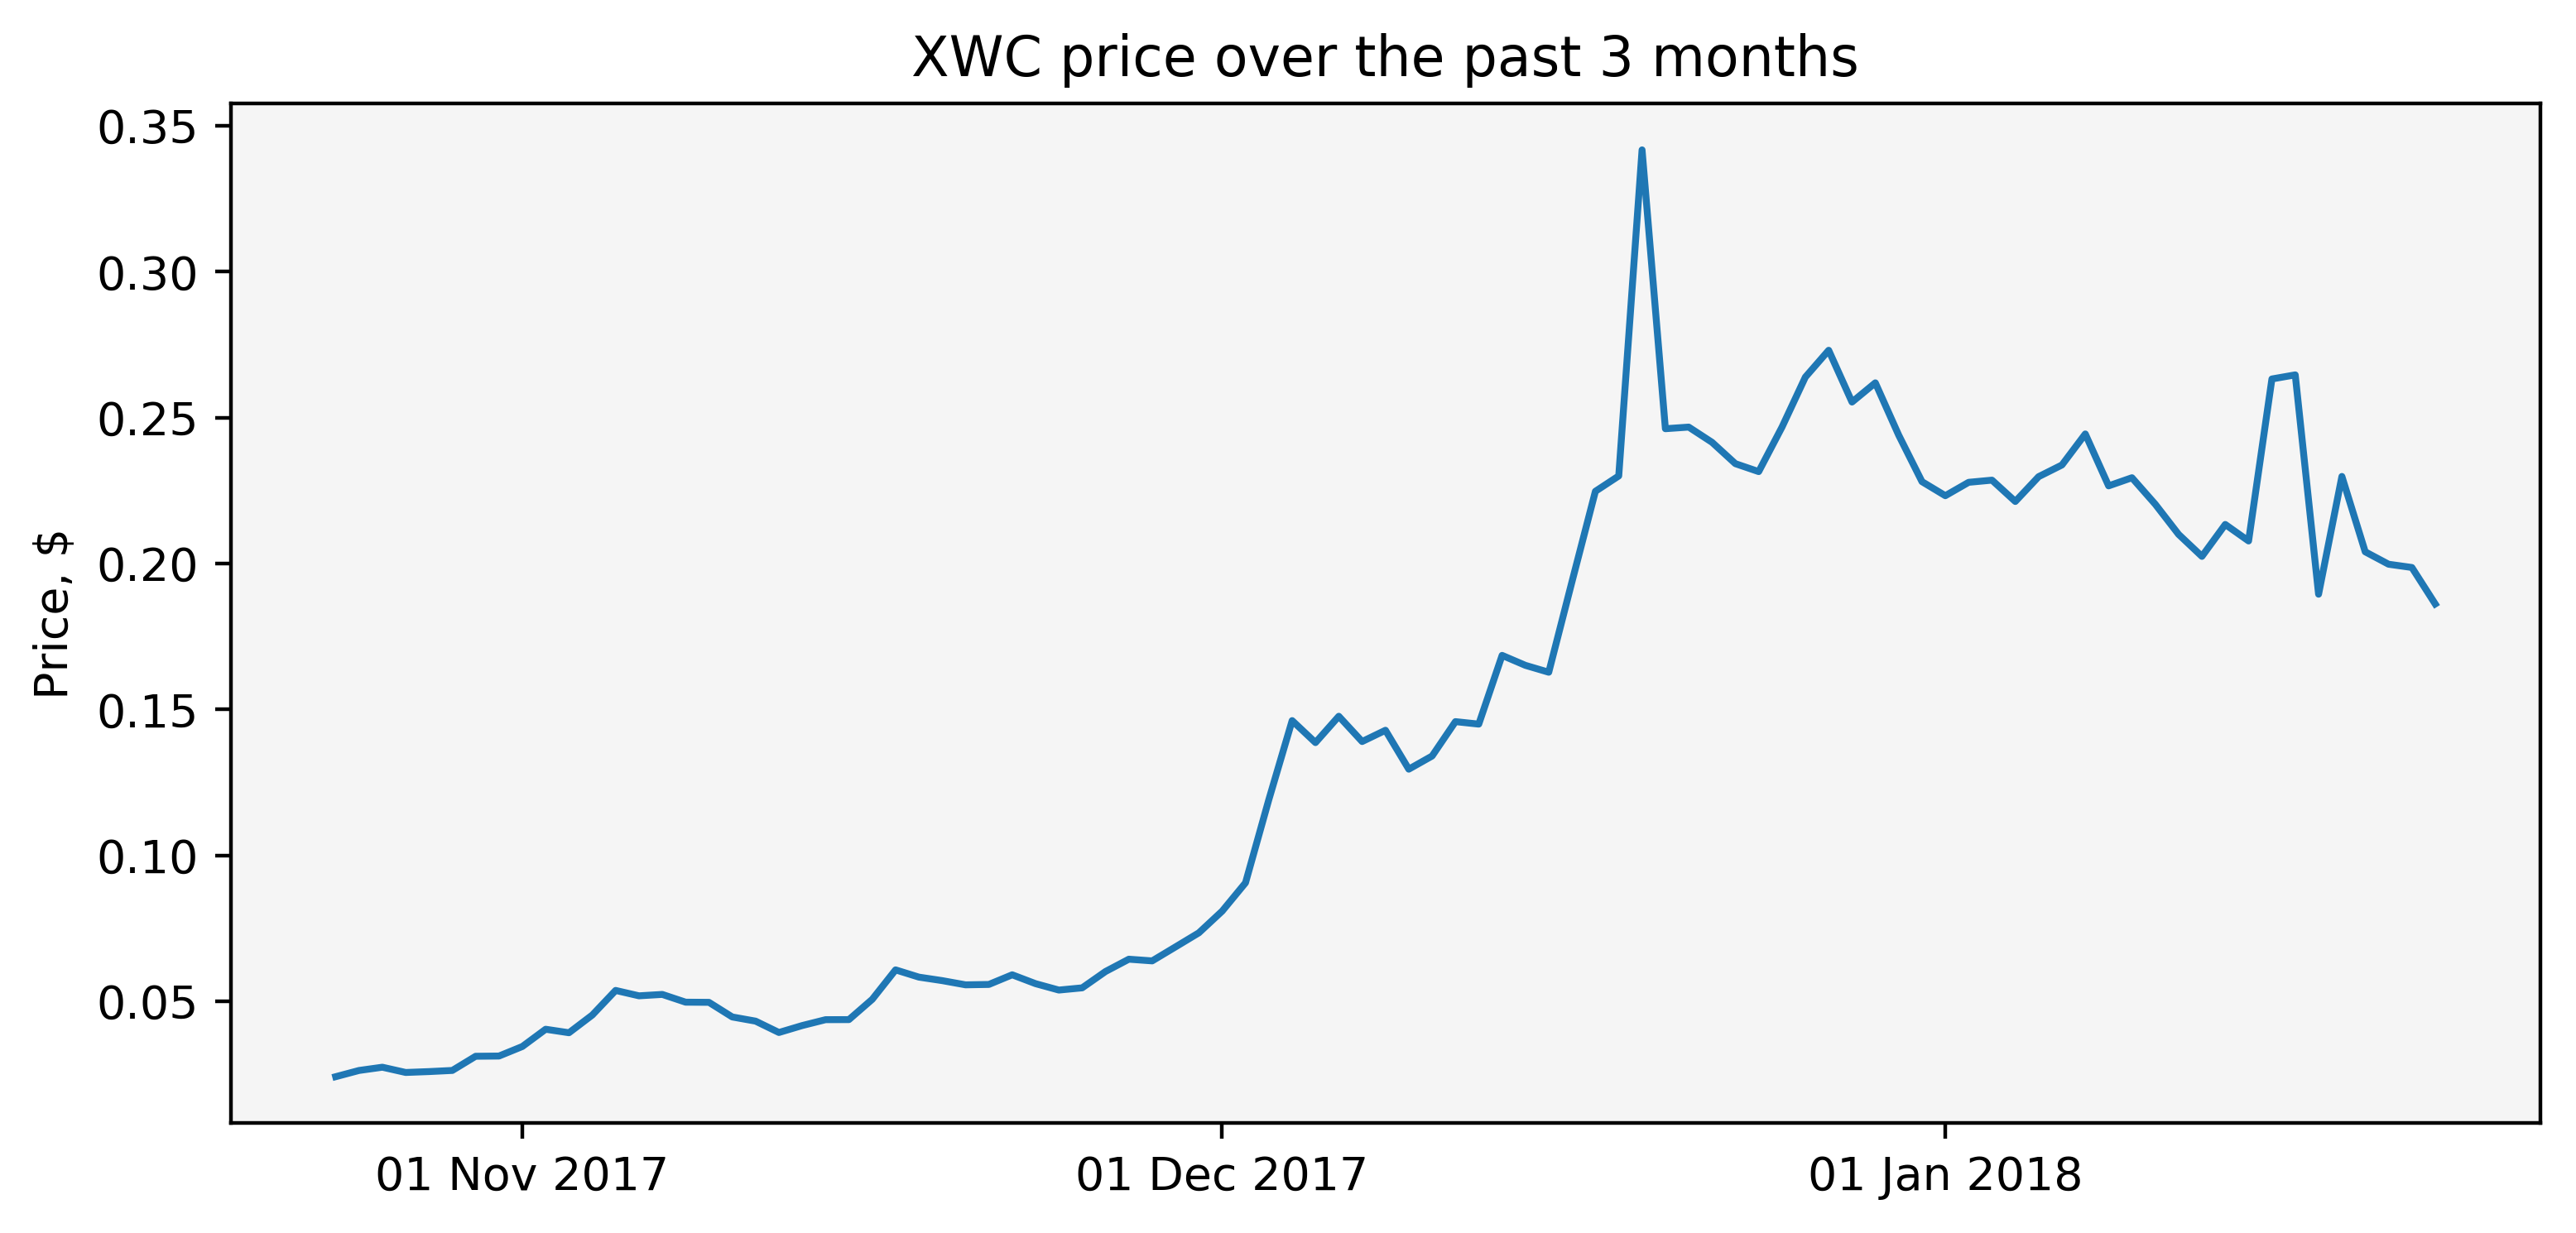 XWC price over the past 3 months
Price, $
0.35
0.30
0.25
0.20
0.15
0.10
0.05
01 Nov 2017
01 Dec 2017
01 Jan 2018